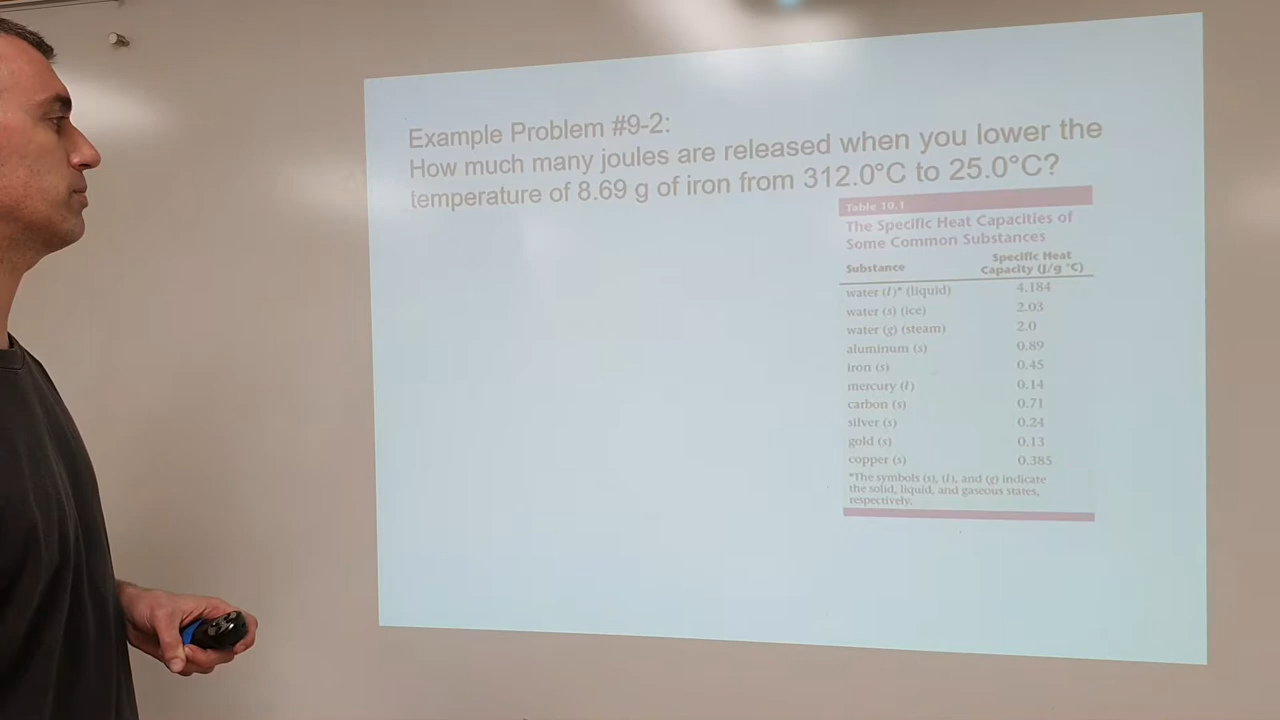 Example Problem #9-2:
How much many joules are released when you lower the
temperature of 8.69 g of iron from 312.0°C to 25.0°C?
Table 10.1
The Specific Heat Capacities of
Some Common Substances
Substance Specific Heat
Capacity (J/g °C)
water (l)* (liquid) 4.184
water (s) (ice) 2.03
water (g) (steam) 2.0
aluminum (s) 0.89
iron (s) 0.45
mercury (l) 0.14
carbon (s) 0.71
silver (s) 0.24
gold (s) 0.13
copper (s) 0.385
*The symbols (s), (l), and (g) indicate
the solid, liquid, and gaseous states,
respectively.